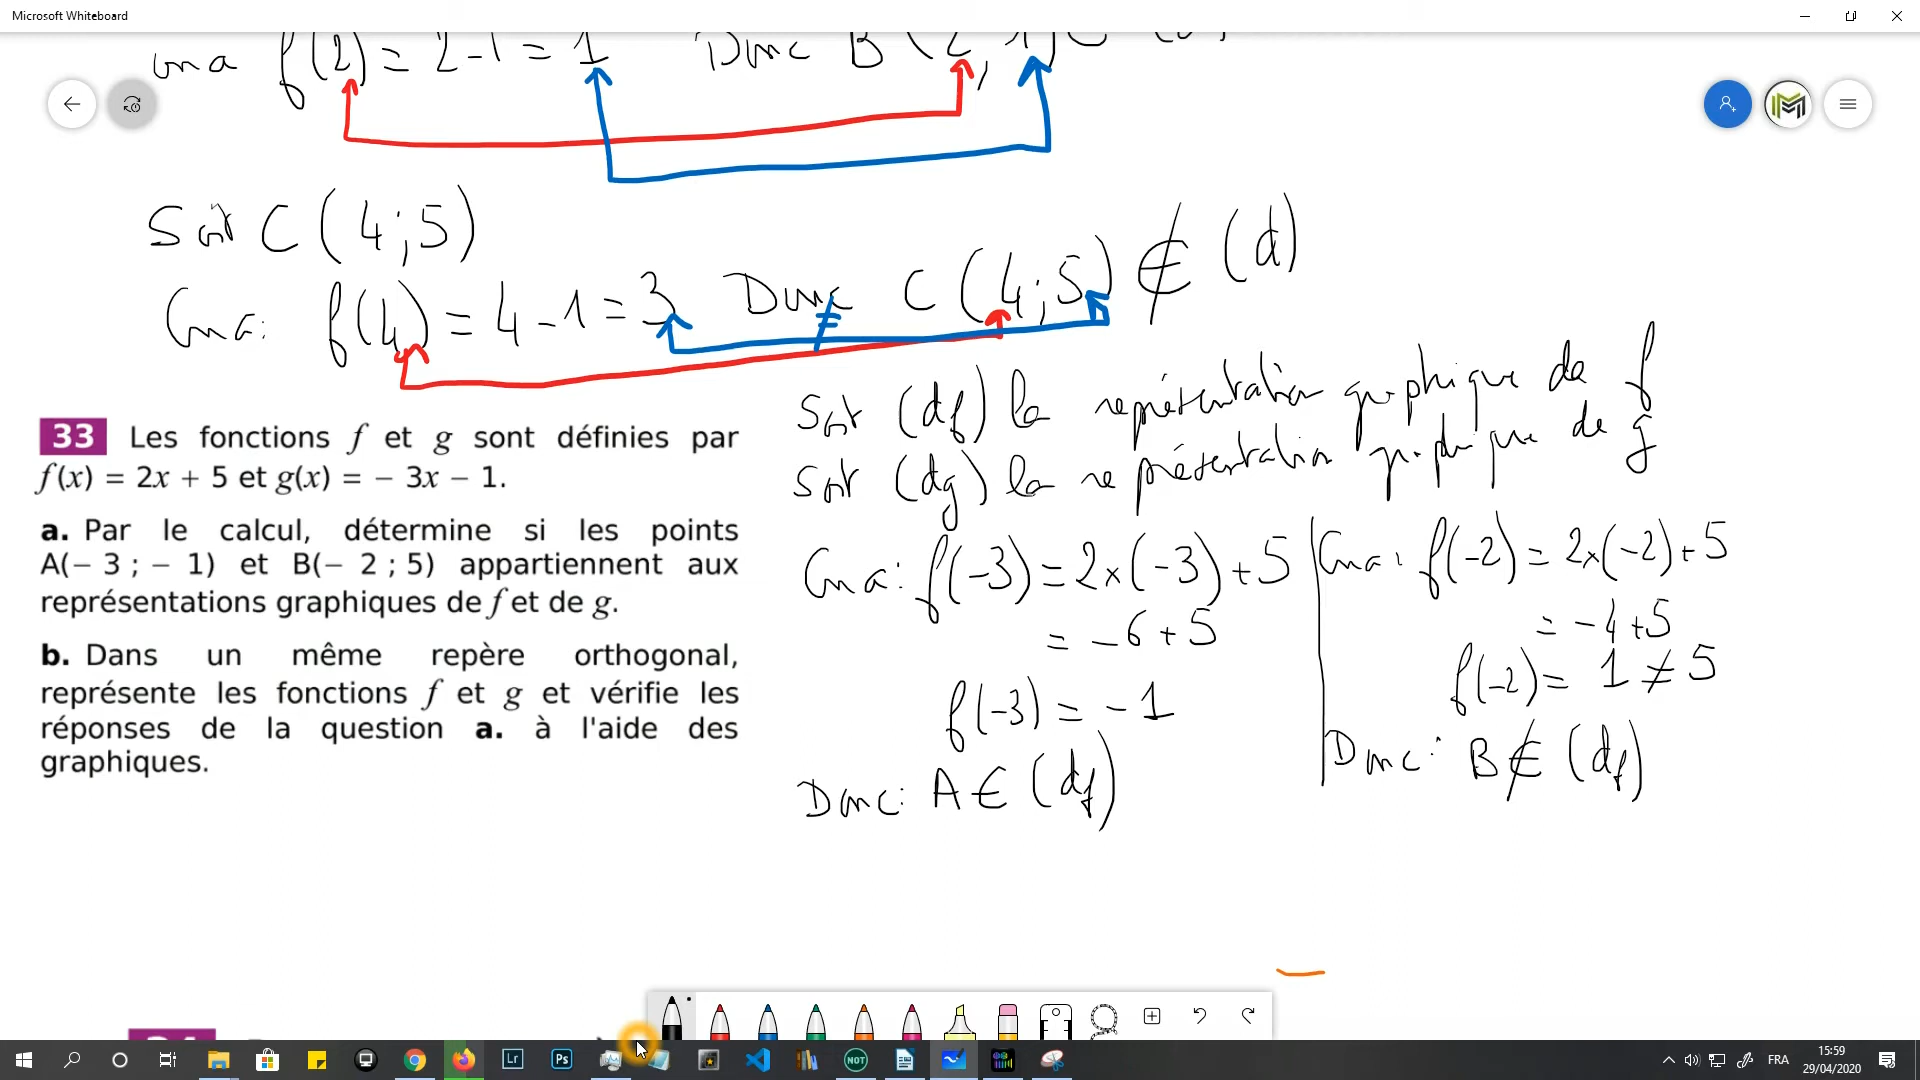 Microsoft Whiteboard
On a f(2) = 2-1 = 1 Donc B (2, 1) ∈ (d)
Soit C (4;5)
On a: f(4) = 4-1 = 3 Donc C (4;5) ∉ (d)
Soit (df) la représentation graphique de f
Soit (dg) la représentation graphique de g
33 Les fonctions f et g sont définies par
f(x) = 2x + 5 et g(x) = – 3x – 1.
a. Par le calcul, détermine si les points
A(– 3 ; – 1) et B(– 2 ; 5) appartiennent aux
représentations graphiques de f et de g.
b. Dans un même repère orthogonal,
représente les fonctions f et g et vérifie les
réponses de la question a. à l'aide des
graphiques.
On a: f(-3) = 2x(-3)+5
= -6+5
f(-3) = -1
Donc: A ∈ (df)
On a: f(-2) = 2x(-2)+5
= -4+5
f(-2) = 1 ≠ 5
Donc: B ∉ (df)
Lr
Ps
NOT
FRA
15:59
29/04/2020